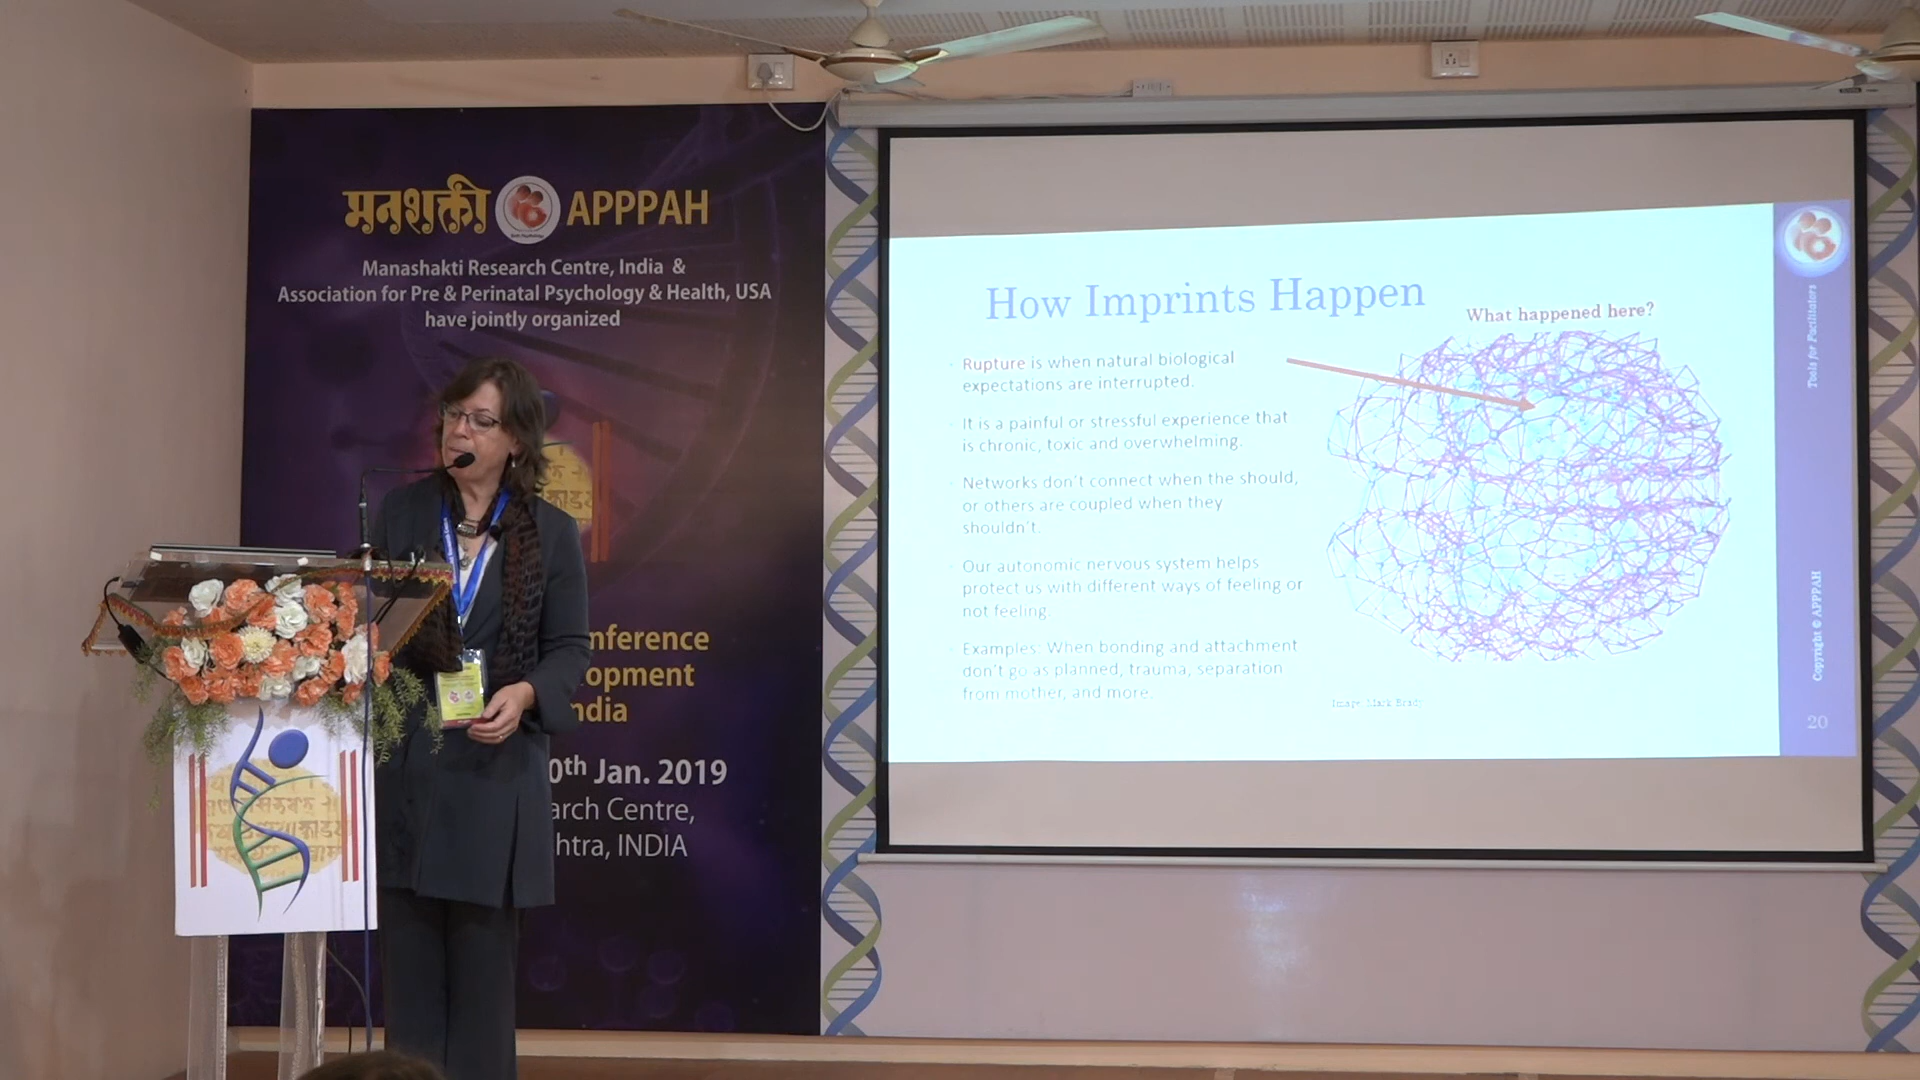 मनशक्ती APPPAH
Manashakti Research Centre, India &
Association for Pre & Perinatal Psychology & Health, USA
have jointly organized
nference
opment
ndia
0th Jan. 2019
arch Centre,
htra, INDIA
How Imprints Happen
What happened here?
Rupture is when natural biological
expectations are interrupted.
It is a painful or stressful experience that
is chronic, toxic and overwhelming.
Networks don't connect when the should,
or others are coupled when they
shouldn't.
Our autonomic nervous system helps
protect us with different ways of feeling or
not feeling.
Examples: When bonding and attachment
don't go as planned, trauma, separation
from mother, and more.
Image: Mark Brady
Tools for Facilitators
Copyright © APPPAH
20